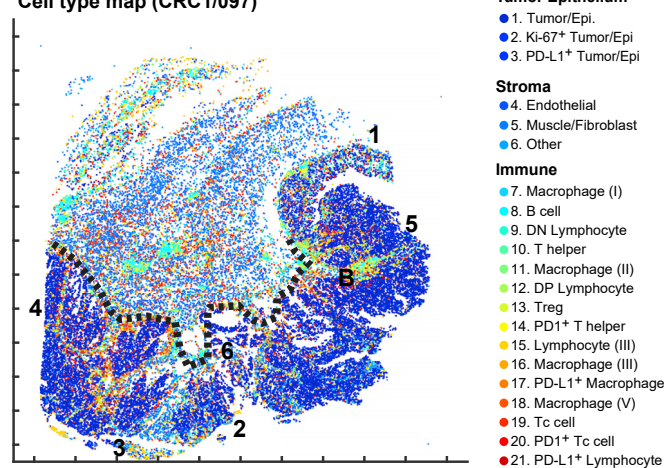 Cell type map (CRC1/097)
1
5
B
4
6
2
3
Tumor Epithelium
1. Tumor/Epi.
2. Ki-67⁺ Tumor/Epi
3. PD-L1⁺ Tumor/Epi
Stroma
4. Endothelial
5. Muscle/Fibroblast
6. Other
Immune
7. Macrophage (I)
8. B cell
9. DN Lymphocyte
10. T helper
11. Macrophage (II)
12. DP Lymphocyte
13. Treg
14. PD1⁺ T helper
15. Lymphocyte (III)
16. Macrophage (III)
17. PD-L1⁺ Macrophage
18. Macrophage (V)
19. Tc cell
20. PD1⁺ Tc cell
21. PD-L1⁺ Lymphocyte